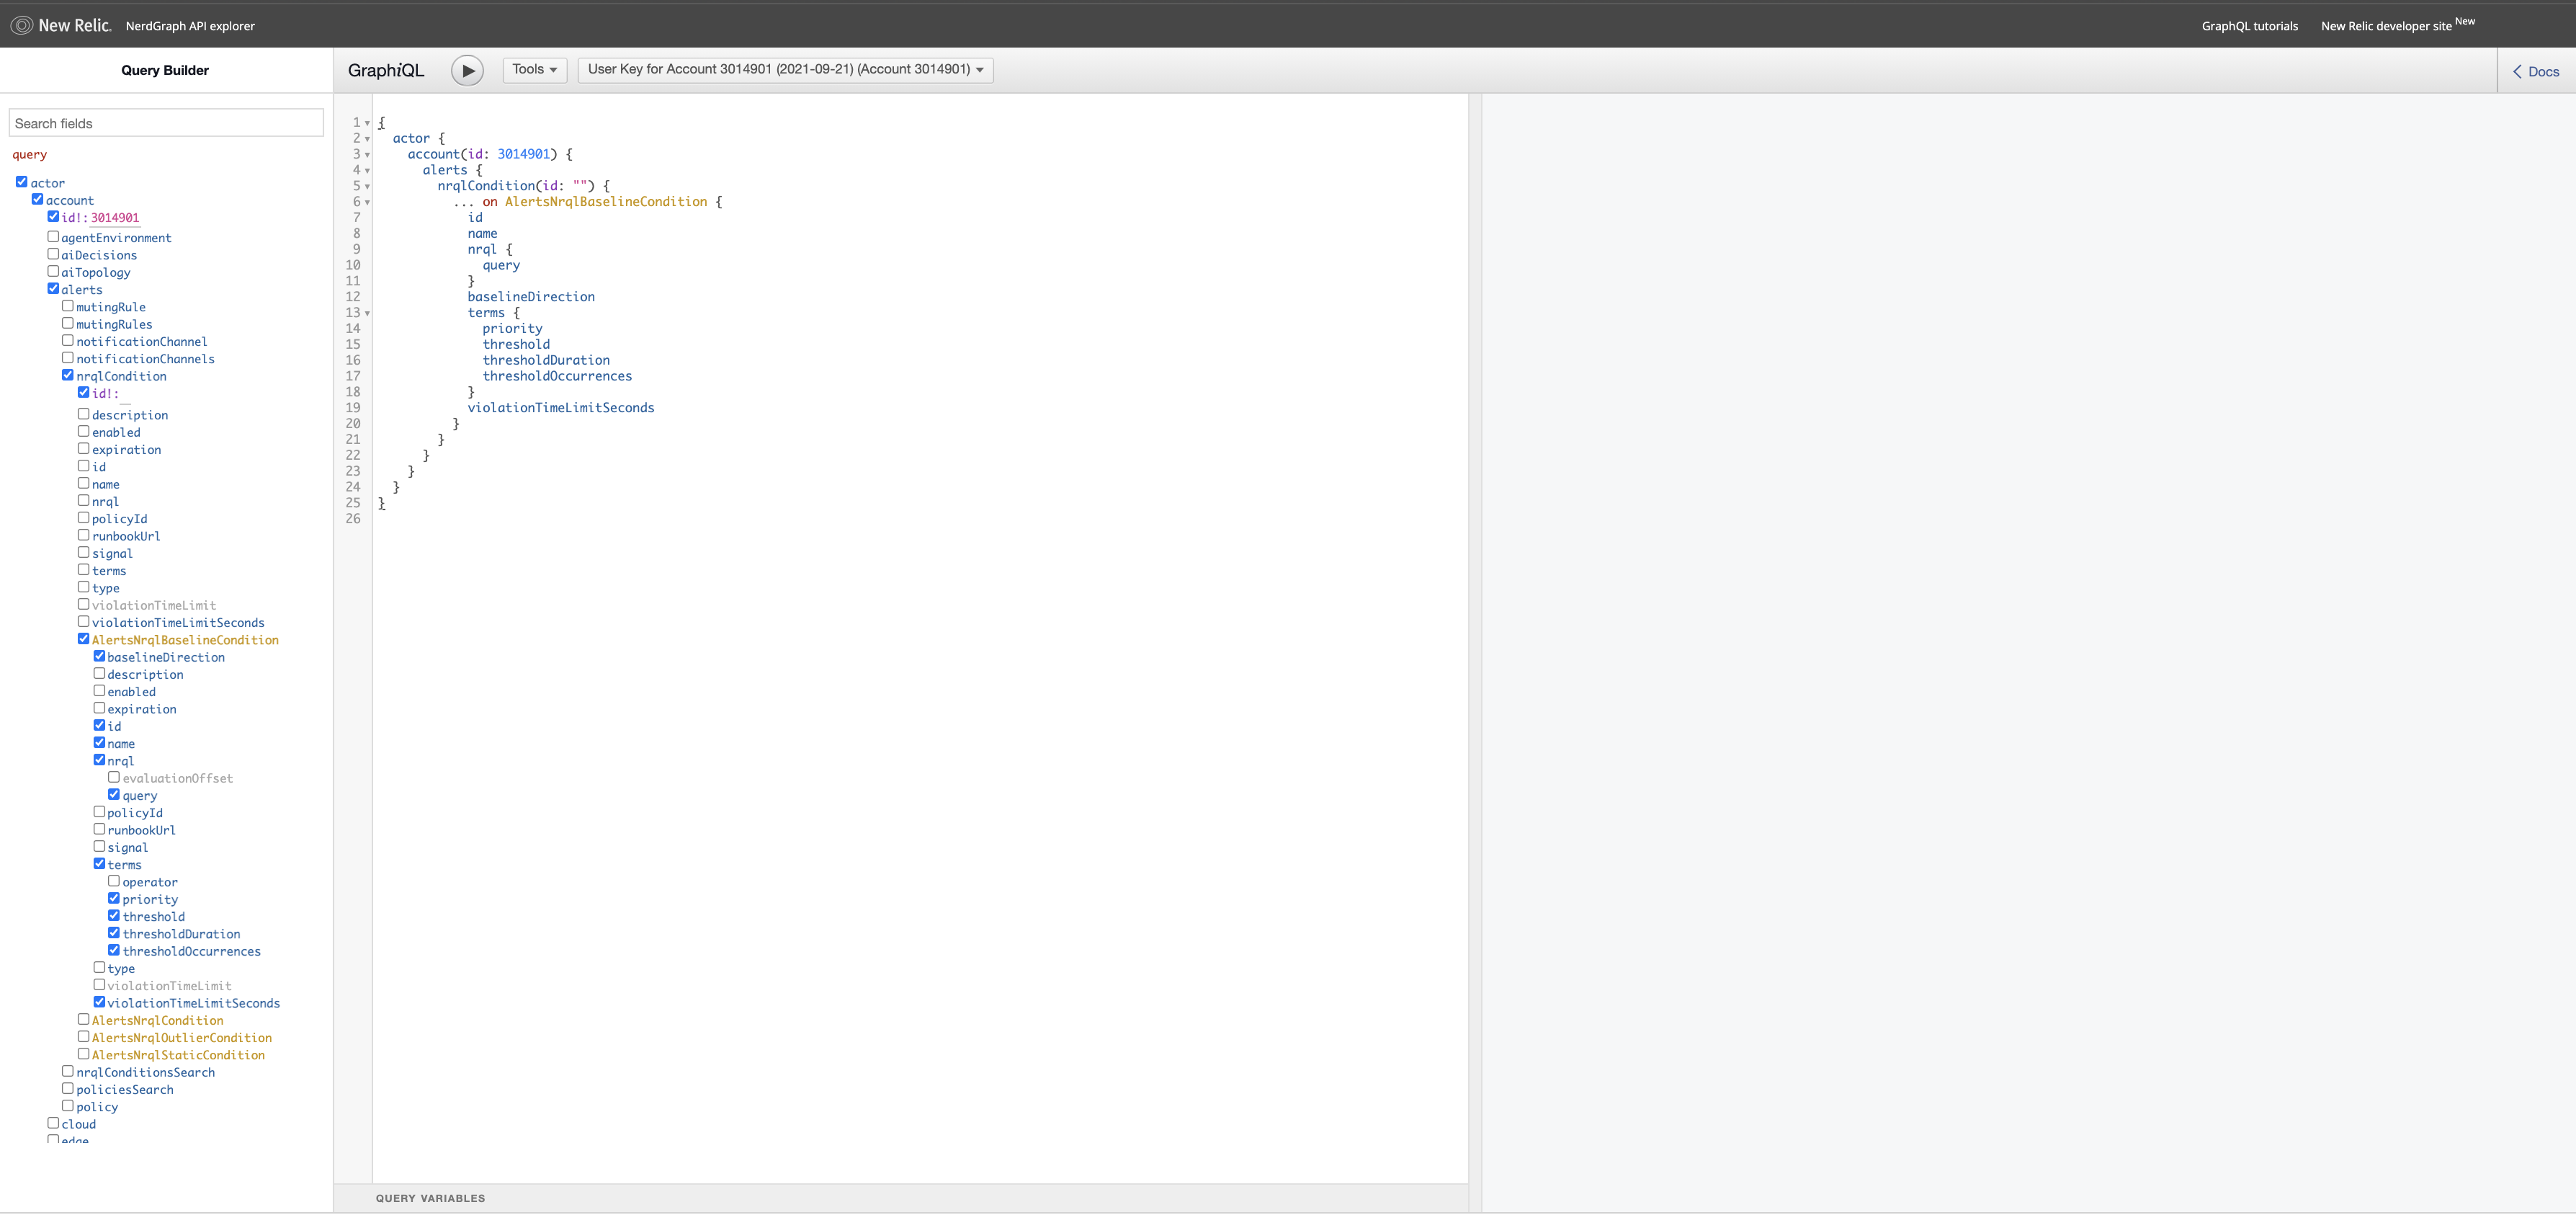 New Relic. NerdGraph API explorer
GraphQL tutorials New Relic developer site New
Query Builder
GraphiQL Tools User Key for Account 3014901 (2021-09-21) (Account 3014901) Docs
Search fields
query
actor
account
id!: 3014901
agentEnvironment
aiDecisions
aiTopology
alerts
mutingRule
mutingRules
notificationChannel
notificationChannels
nrqlCondition
id!:
description
enabled
expiration
id
name
nrql
policyId
runbookUrl
signal
terms
type
violationTimeLimit
violationTimeLimitSeconds
AlertsNrqlBaselineCondition
baselineDirection
description
enabled
expiration
id
name
nrql
evaluationOffset
query
policyId
runbookUrl
signal
terms
operator
priority
threshold
thresholdDuration
thresholdOccurrences
type
violationTimeLimit
violationTimeLimitSeconds
AlertsNrqlCondition
AlertsNrqlOutlierCondition
AlertsNrqlStaticCondition
nrqlConditionsSearch
policiesSearch
policy
cloud
edge
1 {
2 actor {
3 account(id: 3014901) {
4 alerts {
5 nrqlCondition(id: "") {
6 ... on AlertsNrqlBaselineCondition {
7 id
8 name
9 nrql {
10 query
11 }
12 baselineDirection
13 terms {
14 priority
15 threshold
16 thresholdDuration
17 thresholdOccurrences
18 }
19 violationTimeLimitSeconds
20 }
21 }
22 }
23 }
24 }
25 }
26
QUERY VARIABLES